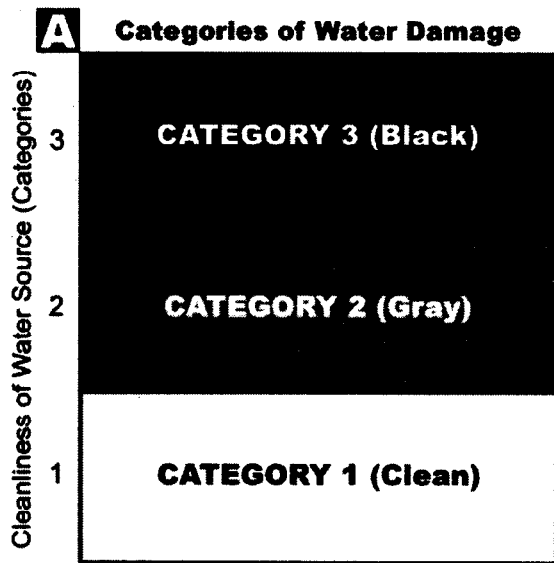 A Categories of Water Damage
Cleanliness of Water Source (Categories)
3 CATEGORY 3 (Black)
2 CATEGORY 2 (Gray)
1 CATEGORY 1 (Clean)